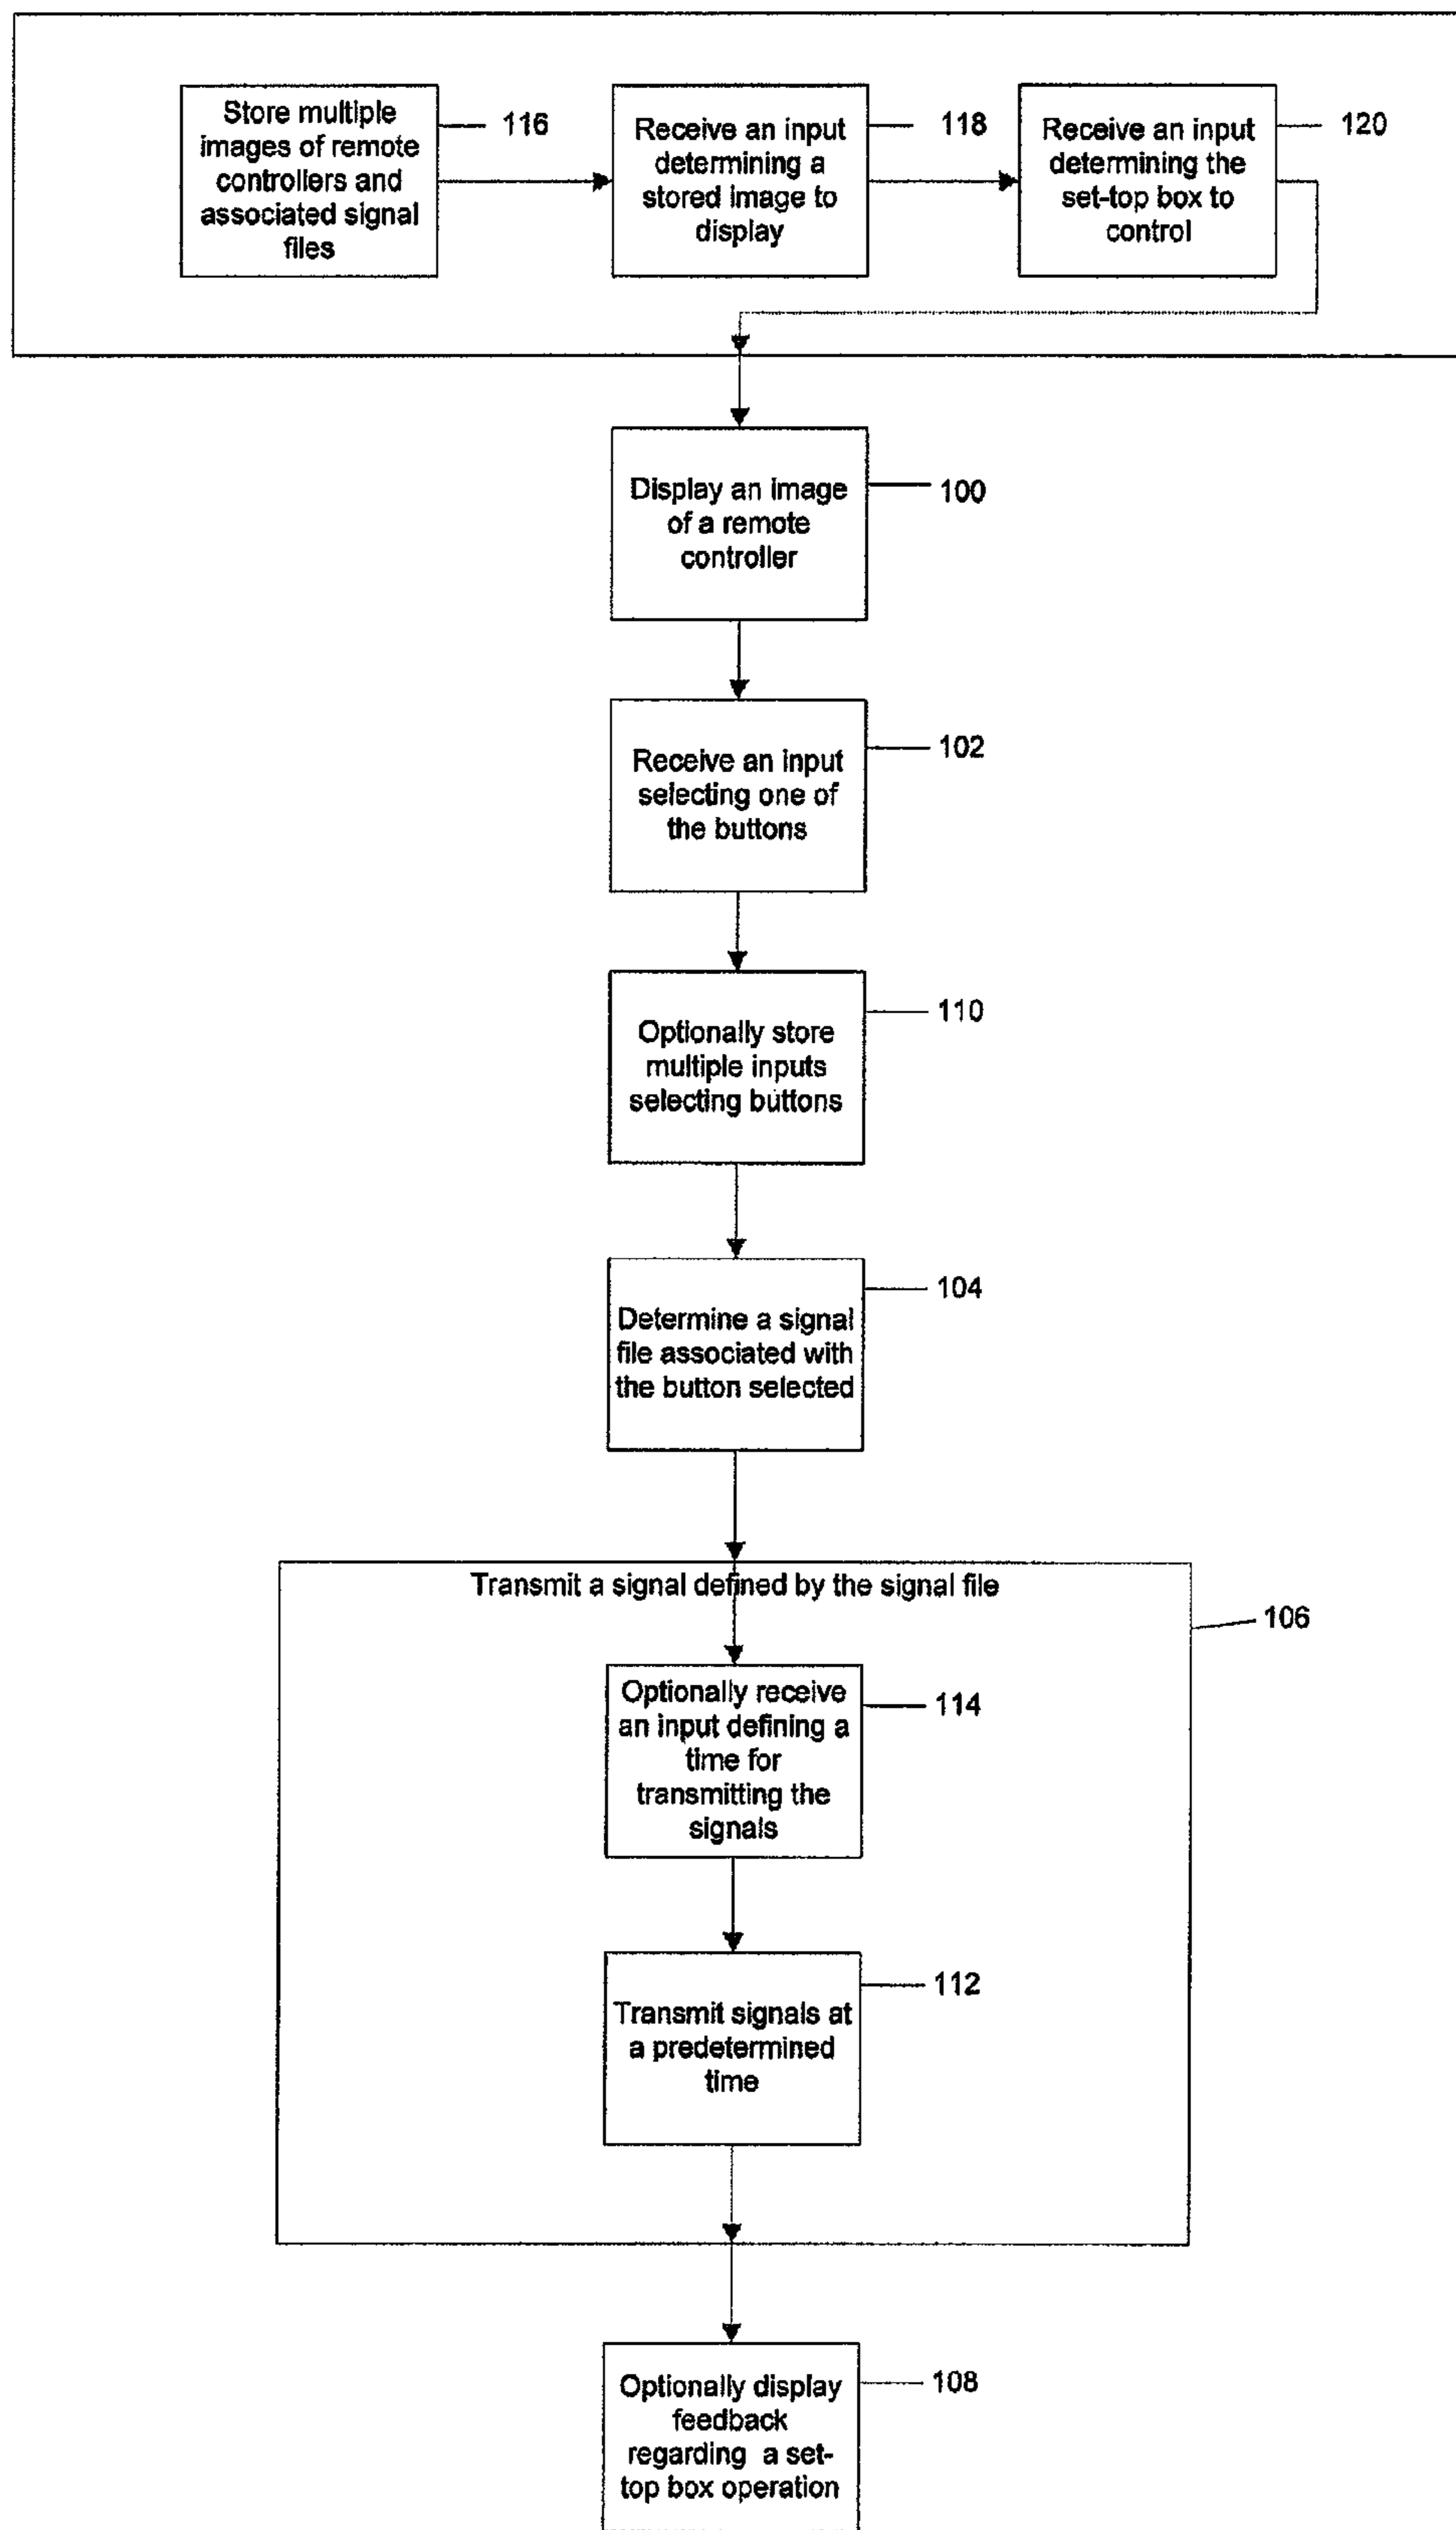 Store multiple
images of remote
controllers and
associated signal
files
116
Receive an input
determining a
stored image to
display
118
Receive an input
determining the
set-top box to
control
120
Display an image
of a remote
controller
100
Receive an input
selecting one of
the buttons
102
Optionally store
multiple inputs
selecting buttons
110
Determine a signal
file associated with
the button selected
104
Transmit a signal defined by the signal file
106
Optionally receive
an input defining a
time for
transmitting the
signals
114
Transmit signals at
a predetermined
time
112
Optionally display
feedback
regarding a set-
top box operation
108